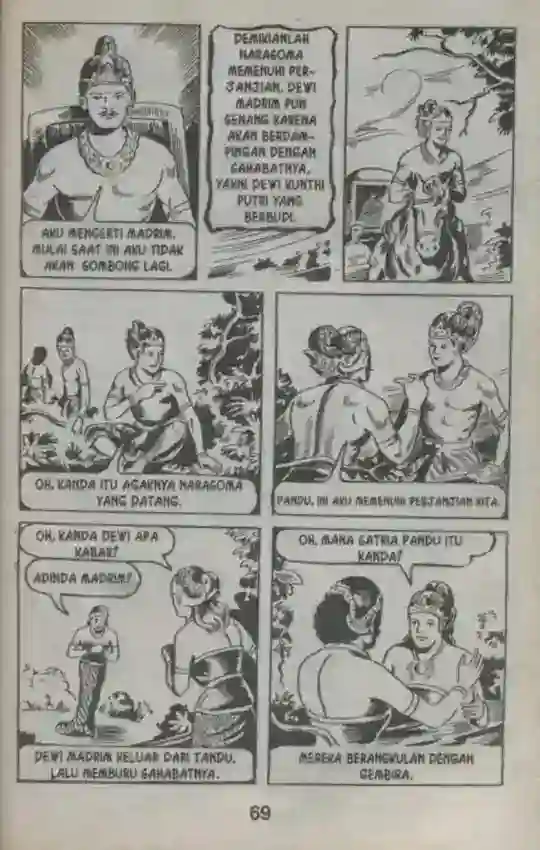 AKU MENGERTI MADRIM,
MULAI SAAT INI AKU TIDAK
AKAN SOMBONG LAGI.
DEMIKIANLAH
NARASOMA
MEMENUHI PER-
JANJIAN. DEWI
MADRIM PUN
SENANG KARENA
AKAN BERDAM-
PINGAN DENGAN
SAHABATNYA,
YAKNI DEWI KUNTHI
PUTRI YANG
BERBUDI.
OH, KANDA ITU AGAKNYA NARASOMA
YANG DATANG.
PANDU, INI AKU MEMENUHI PERJANJIAN KITA.
OH, KANDA DEWI APA
KABAR?
ADINDA MADRIM!
DEWI MADRIM KELUAR DARI TANDU,
LALU MEMBURU SAHABATNYA.
OH, MANA SATRIA PANDU ITU
KANDA?
MEREKA BERANGKULAN DENGAN
GEMBIRA.
69